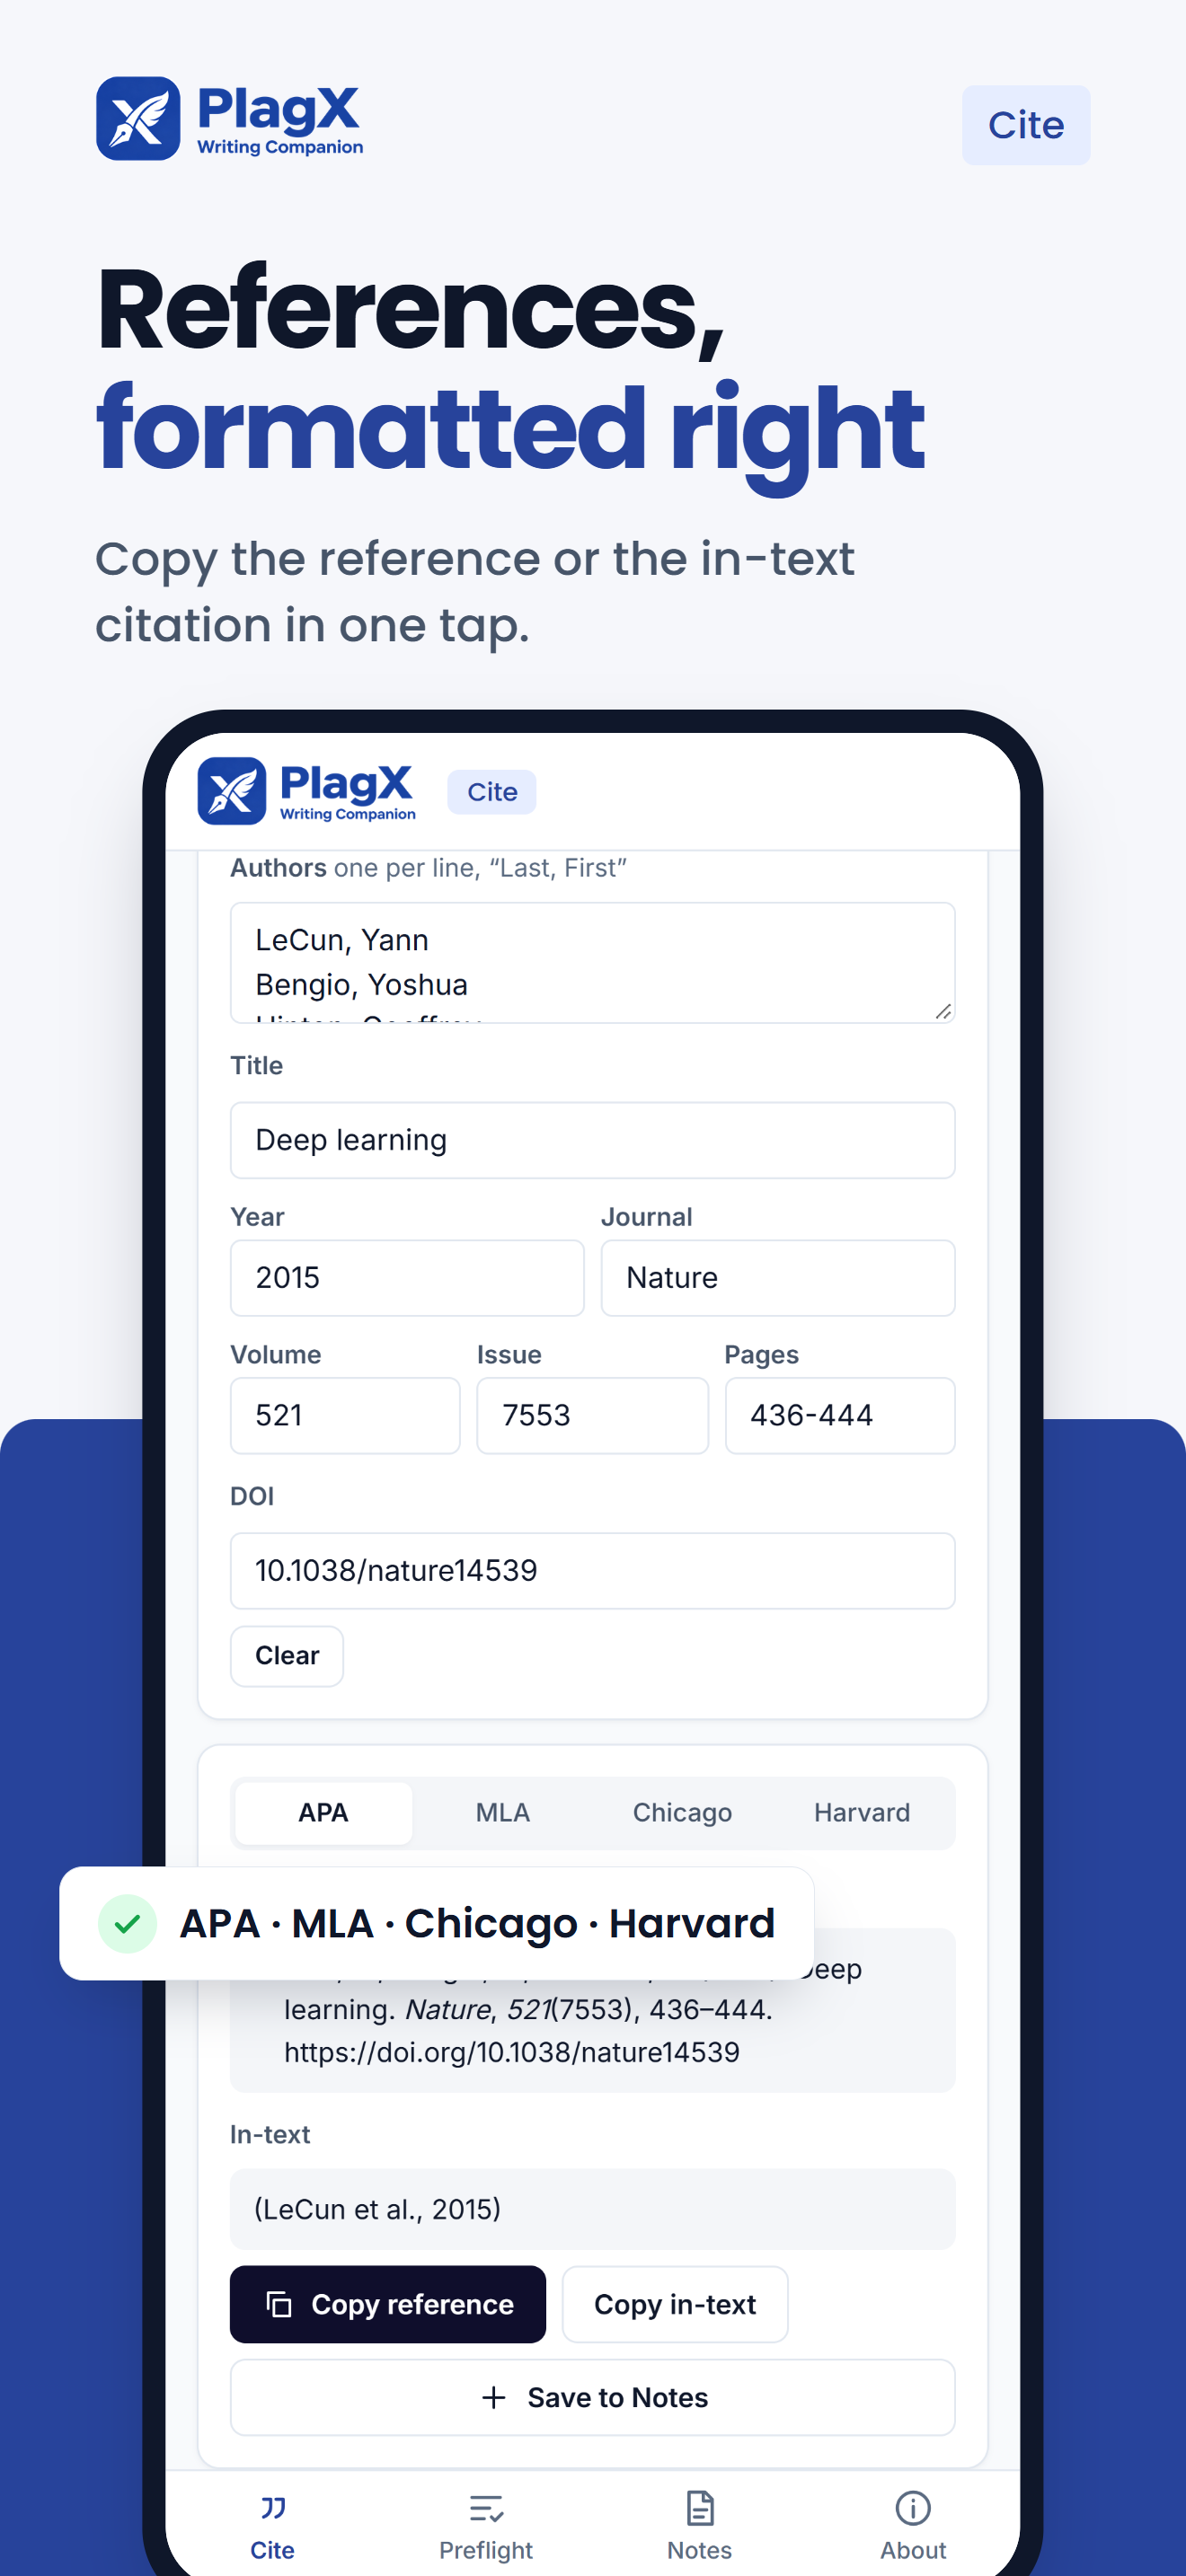 PlagX
Writing Companion
Cite
References,
formatted right
Copy the reference or the in-text
citation in one tap.
PlagX
Writing Companion
Cite
Authors one per line, “Last, First”
LeCun, Yann
Bengio, Yoshua
Title
Deep learning
Year
Journal
2015
Nature
Volume
Issue
Pages
521
7553
436-444
DOI
10.1038/nature14539
Clear
APA
MLA
Chicago
Harvard
APA · MLA · Chicago · Harvard
Deep
learning. Nature, 521(7553), 436–444.
https://doi.org/10.1038/nature14539
In-text
(LeCun et al., 2015)
Copy reference
Copy in-text
Save to Notes
Cite
Preflight
Notes
About